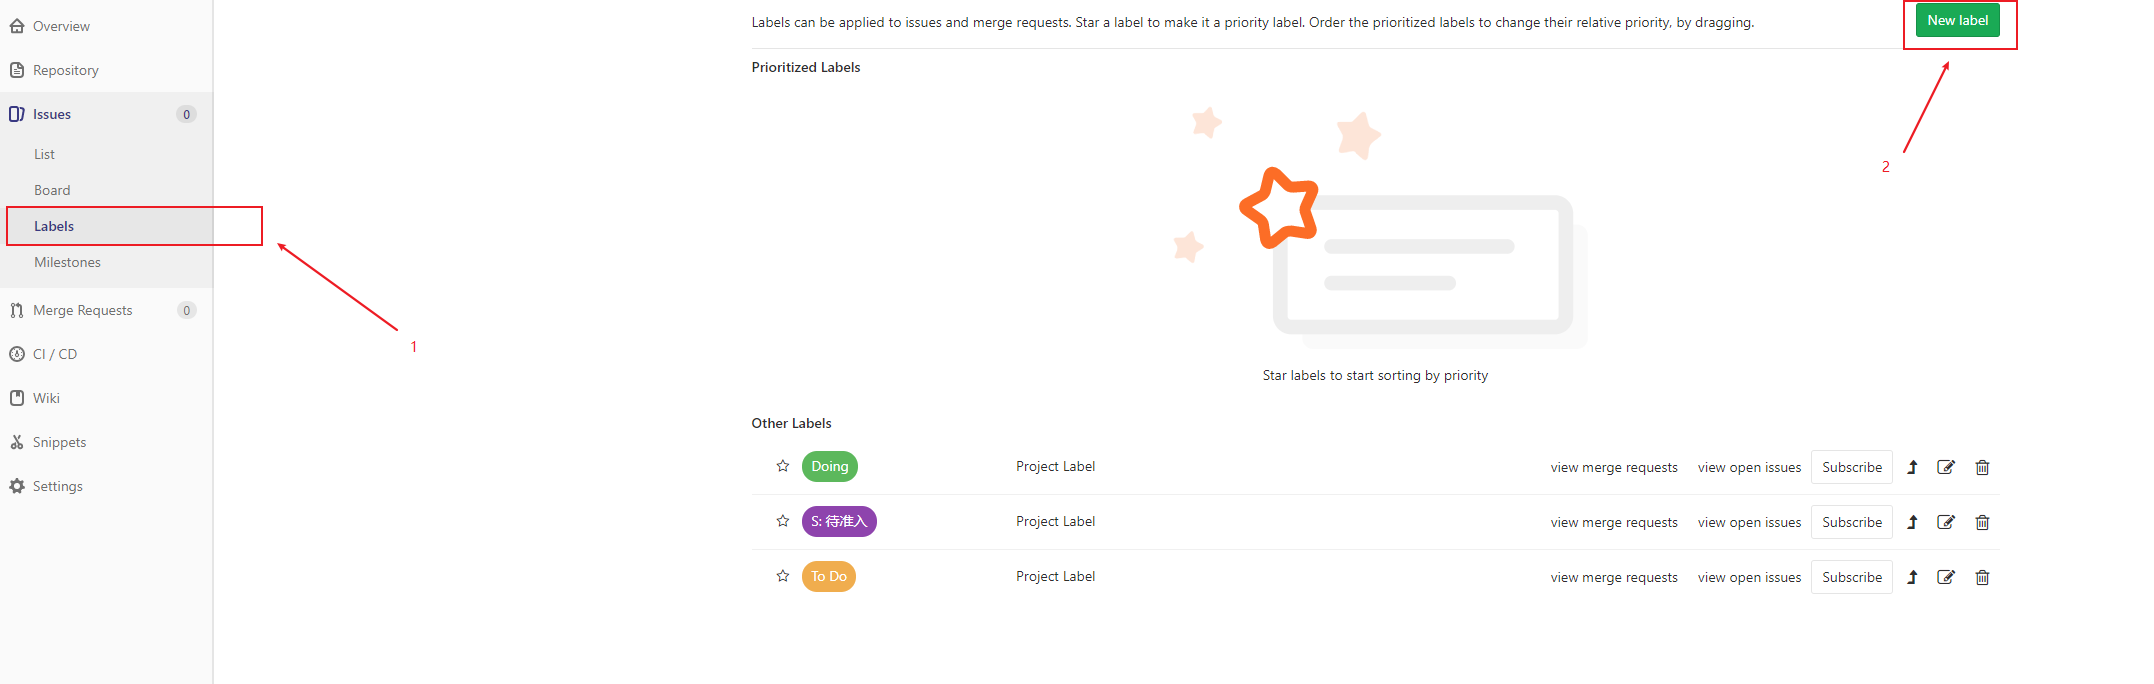 Overview
Repository
Issues 0
List
Board
Labels
Milestones
Merge Requests 0
CI / CD
Wiki
Snippets
Settings
1
Labels can be applied to issues and merge requests. Star a label to make it a priority label. Order the prioritized labels to change their relative priority, by dragging.
New label
2
Prioritized Labels
Star labels to start sorting by priority
Other Labels
Doing Project Label view merge requests view open issues Subscribe
S: 待准入 Project Label view merge requests view open issues Subscribe
To Do Project Label view merge requests view open issues Subscribe